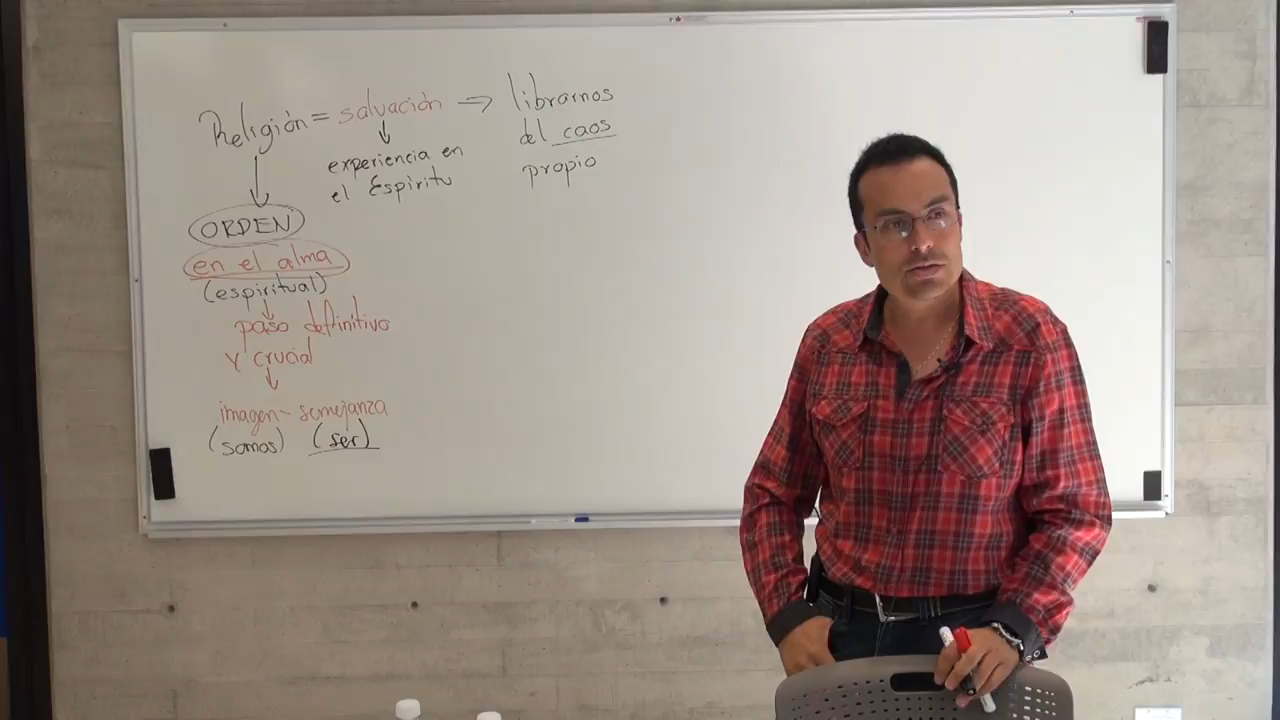 Religión = salvación → librarnos
del caos
propio
experiencia en
el Espíritu
ORDEN
en el alma
(espiritual)
paso definitivo
y crucial
imagen - semejanza
(somos) (ser)